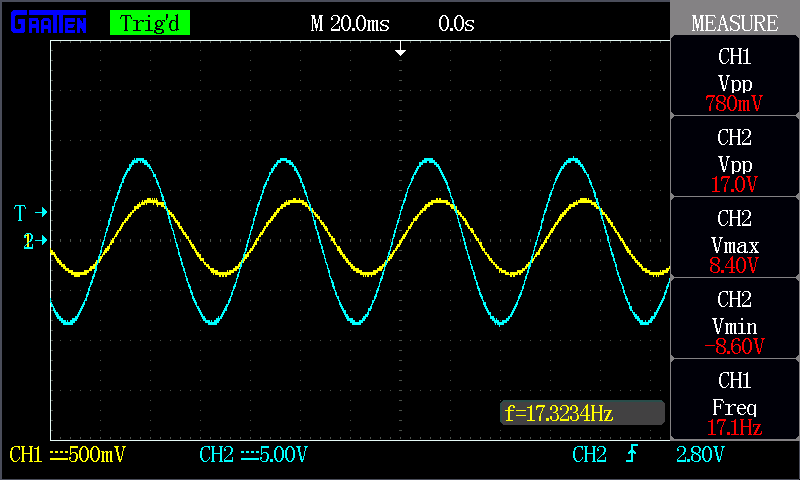 GRATTEN Trig'd M 20.0ms 0.0s MEASURE
CH1
Vpp
780mV
CH2
Vpp
17.0V
CH2
Vmax
8.40V
CH2
Vmin
-8.60V
CH1
Freq
17.1Hz
T
f=17.3234Hz
CH1 500mV CH2 5.00V CH2 2.80V